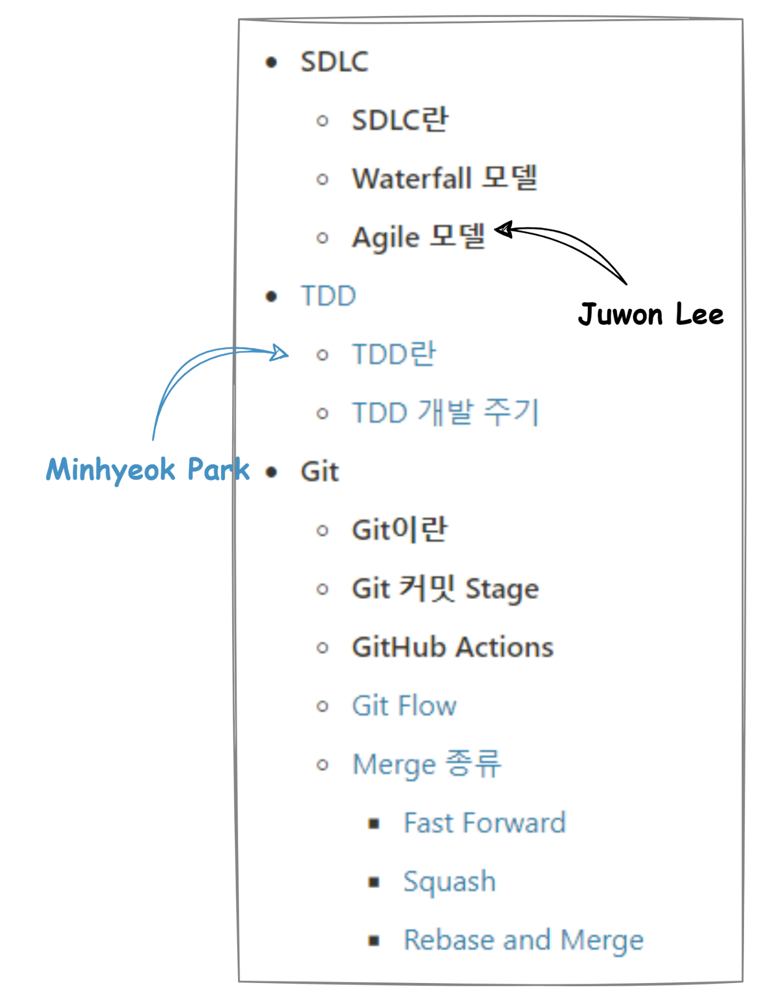 SDLC
SDLC란
Waterfall 모델
Agile 모델
TDD
Juwon Lee
TDD란
TDD 개발 주기
Minhyeok Park
Git
Git이란
Git 커밋 Stage
GitHub Actions
Git Flow
Merge 종류
Fast Forward
Squash
Rebase and Merge